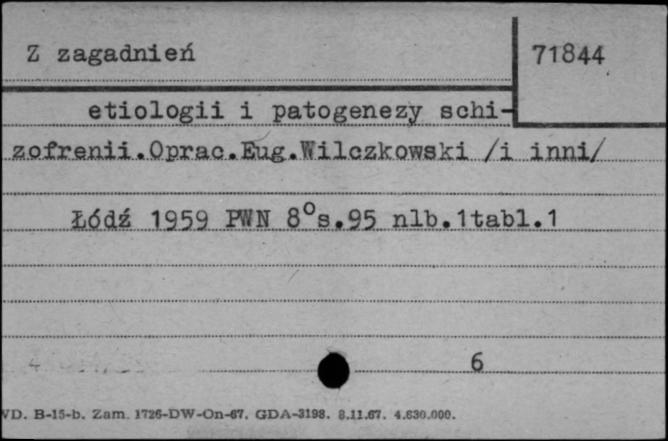 Z zagadnień
71844
etiologii i patogenezy schi-
zofrenii.Oprac.Eug.Wilczkowski /i inni/
Łódź 1959 PWN 8°s.95 nlb.1tabl.1
6
VD. B-15-b. Zam. 1726-DW-On-67. GDA-3198. 8.11.67. 4.630.000.